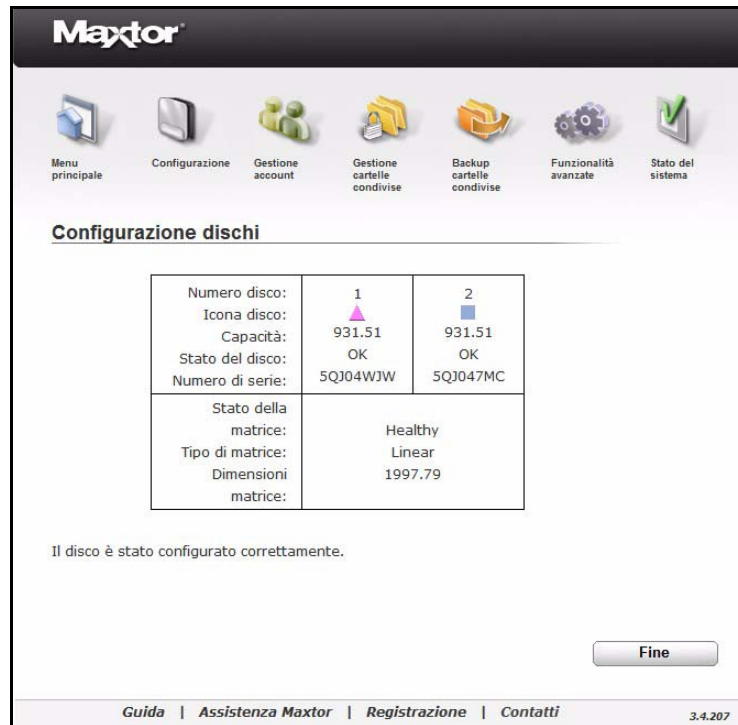 Maxtor
Menu principale
Configurazione
Gestione account
Gestione cartelle condivise
Backup cartelle condivise
Funzionalità avanzate
Stato del sistema
Configurazione dischi
Numero disco: 1 2
Icona disco:
Capacità: 931.51 931.51
Stato del disco: OK OK
Numero di serie: 5QJ04WJW 5QJ047MC
Stato della matrice: Healthy
Tipo di matrice: Linear
Dimensioni matrice: 1997.79
Il disco è stato configurato correttamente.
Fine
Guida | Assistenza Maxtor | Registrazione | Contatti
3.4.207